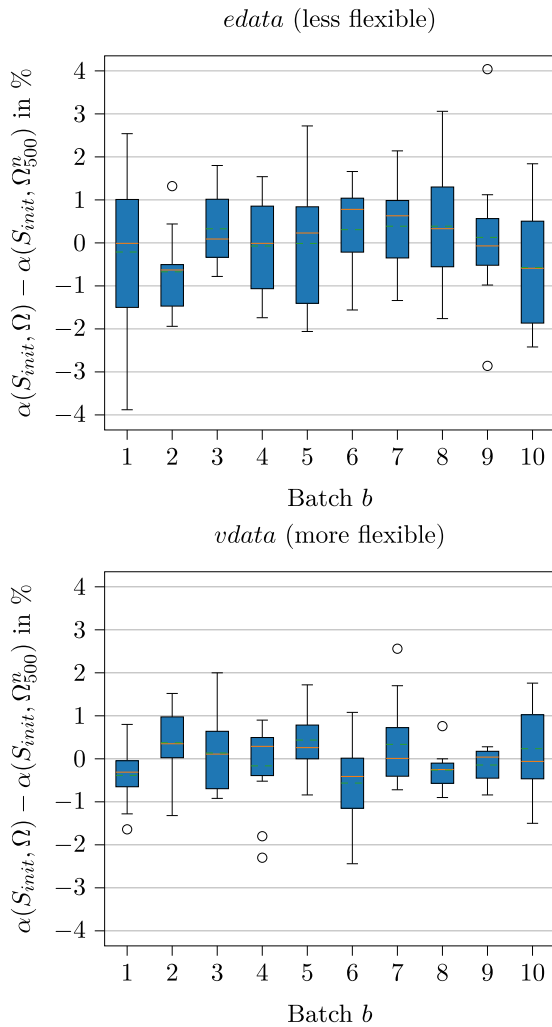 edata (less flexible)
α(S_init, Ω) − α(S_init, Ω^n_500) in %
4
3
2
1
0
−1
−2
−3
−4
1 2 3 4 5 6 7 8 9 10
Batch b
vdata (more flexible)
α(S_init, Ω) − α(S_init, Ω^n_500) in %
4
3
2
1
0
−1
−2
−3
−4
1 2 3 4 5 6 7 8 9 10
Batch b